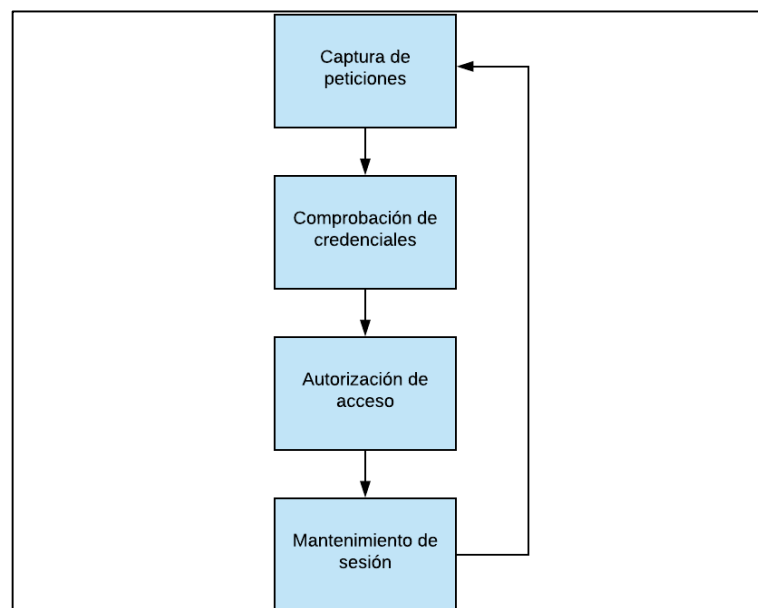 Captura de
peticiones
Comprobación de
credenciales
Autorización de
acceso
Mantenimiento de
sesión